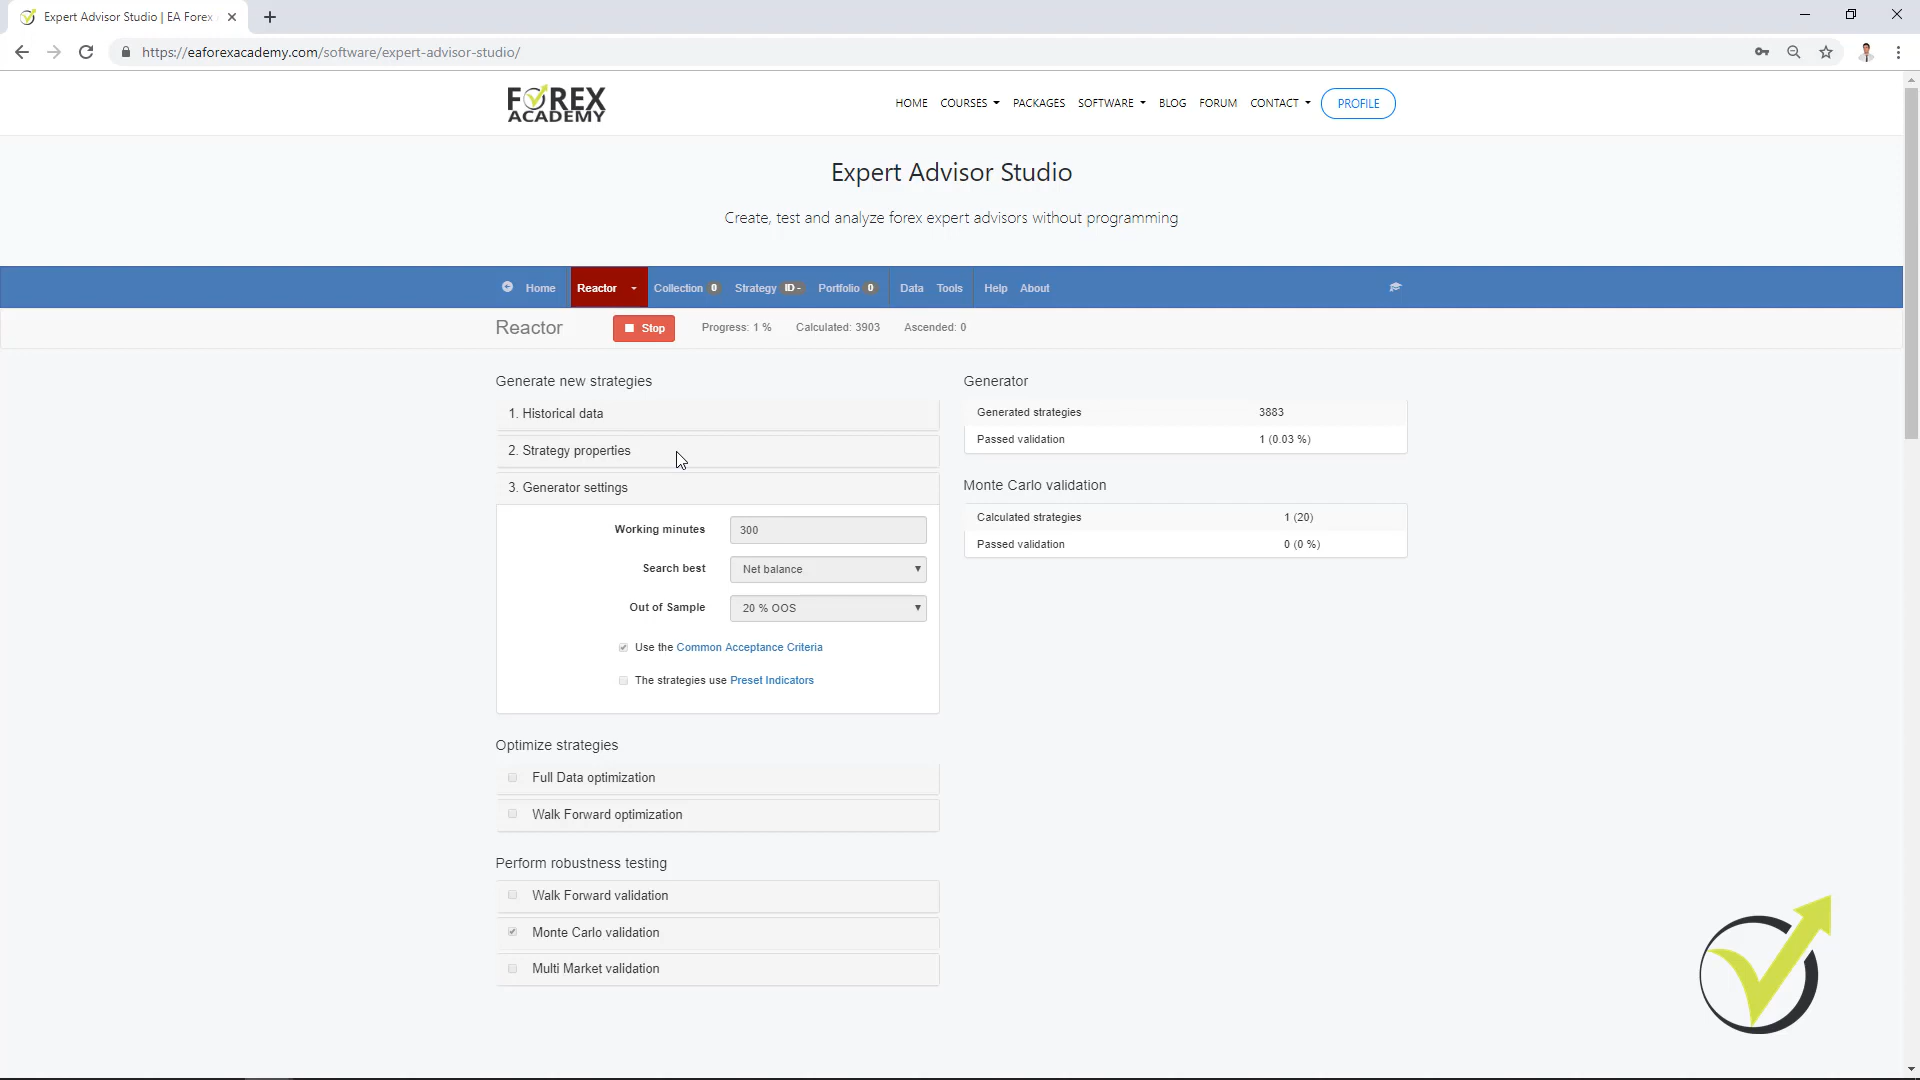 Expert Advisor Studio | EA Forex
https://eaforexacademy.com/software/expert-advisor-studio/
FOREX
ACADEMY
HOME COURSES PACKAGES SOFTWARE BLOG FORUM CONTACT PROFILE
Expert Advisor Studio
Create, test and analyze forex expert advisors without programming
Home Reactor Collection 0 Strategy ID - Portfolio 0 Data Tools Help About
Reactor Stop Progress: 1 % Calculated: 3903 Ascended: 0
Generate new strategies
1. Historical data
2. Strategy properties
3. Generator settings
Working minutes 300
Search best Net balance
Out of Sample 20 % OOS
Use the Common Acceptance Criteria
The strategies use Preset Indicators
Optimize strategies
Full Data optimization
Walk Forward optimization
Perform robustness testing
Walk Forward validation
Monte Carlo validation
Multi Market validation
Generator
Generated strategies 3883
Passed validation 1 (0.03 %)
Monte Carlo validation
Calculated strategies 1 (20)
Passed validation 0 (0 %)